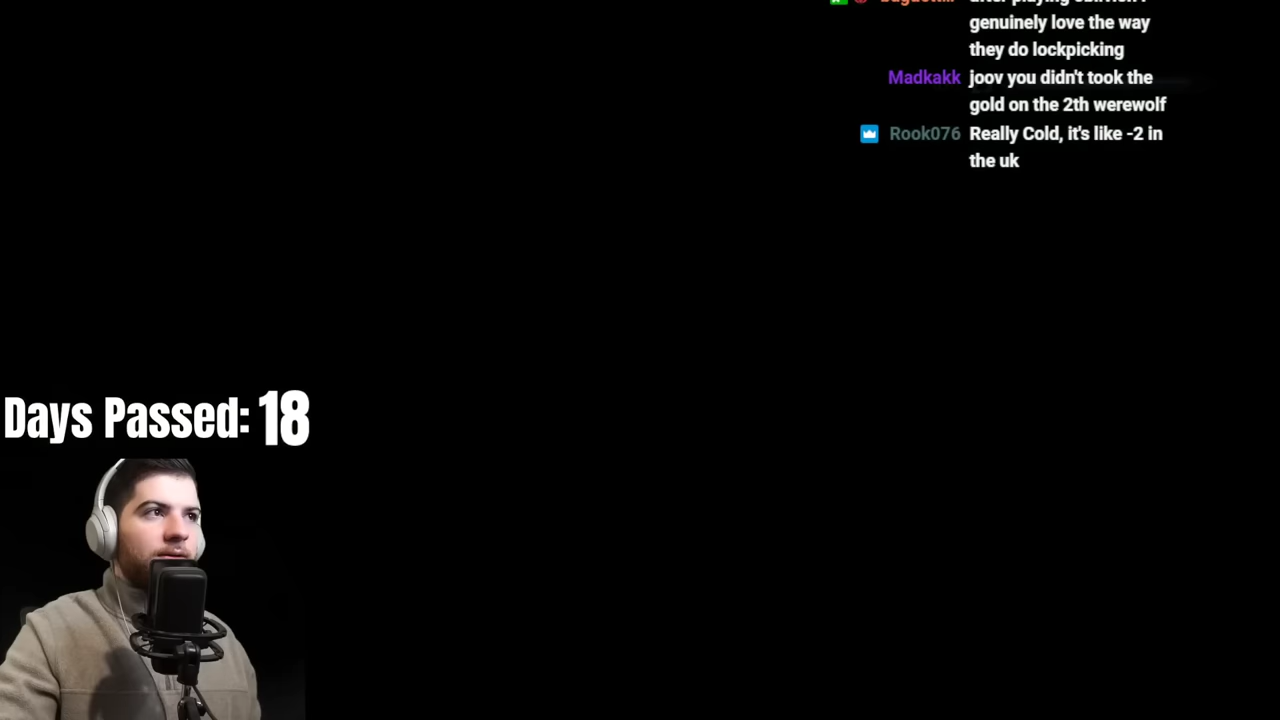 genuinely love the way
they do lockpicking
Madkakk joov you didn't took the
gold on the 2th werewolf
Rook076 Really Cold, it's like -2 in
the uk
Days Passed: 18